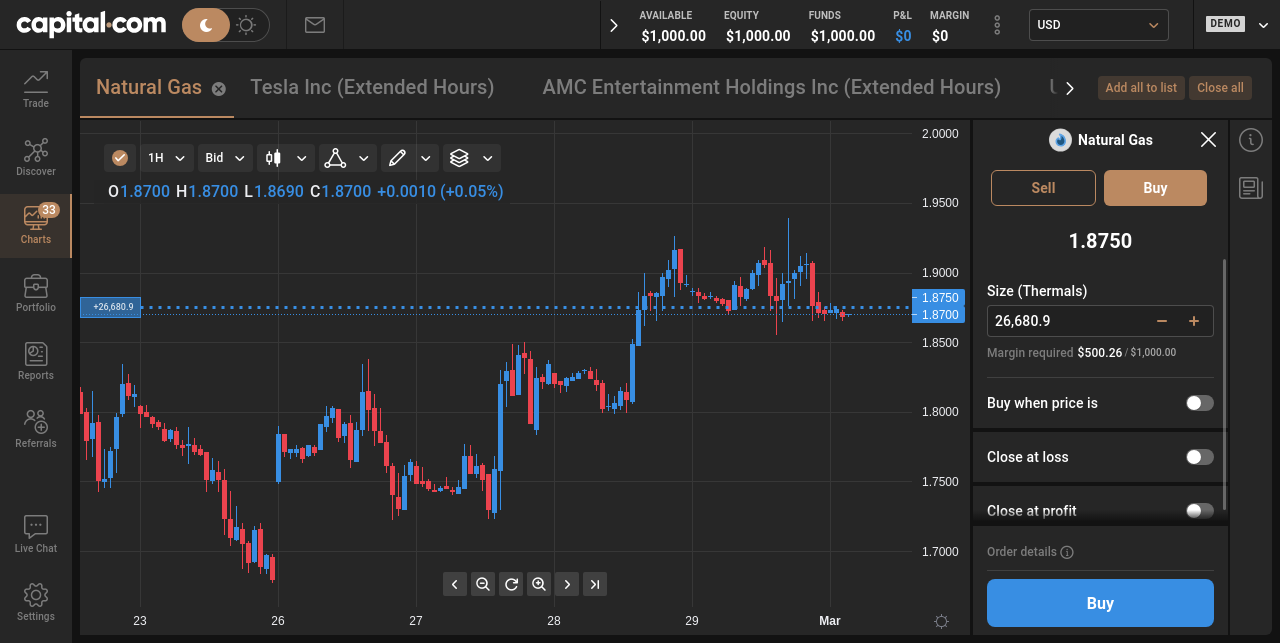 capital.com
AVAILABLE EQUITY FUNDS P&L MARGIN
$1,000.00 $1,000.00 $1,000.00 $0 $0
USD
DEMO
Trade
Discover
33
Charts
Portfolio
Reports
Referrals
Live Chat
Settings
Natural Gas Tesla Inc (Extended Hours) AMC Entertainment Holdings Inc (Extended Hours)
Add all to list Close all
1H Bid
O1.8700 H1.8700 L1.8690 C1.8700 +0.0010 (+0.05%)
+26,680.9
2.0000
1.9500
1.9000
1.8750
1.8700
1.8500
1.8000
1.7500
1.7000
23 26 27 28 29 Mar
Natural Gas
Sell Buy
1.8750
Size (Thermals)
26,680.9 − +
Margin required $500.26 / $1,000.00
Buy when price is
Close at loss
Close at profit
Order details
Buy